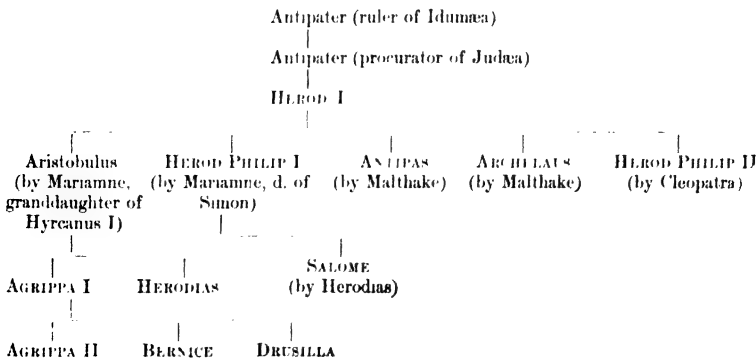 Antipater (ruler of Idumæa)
Antipater (procurator of Judæa)
HEROD I
Aristobulus HEROD PHILIP I ANTIPAS ARCHELAUS HEROD PHILIP II
(by Mariamne, (by Mariamne, d. of (by Malthake) (by Malthake) (by Cleopatra)
granddaughter of Simon)
Hyrcanus I)
SALOME
AGRIPPA I HERODIAS (by Herodias)
AGRIPPA II BERNICE DRUSILLA